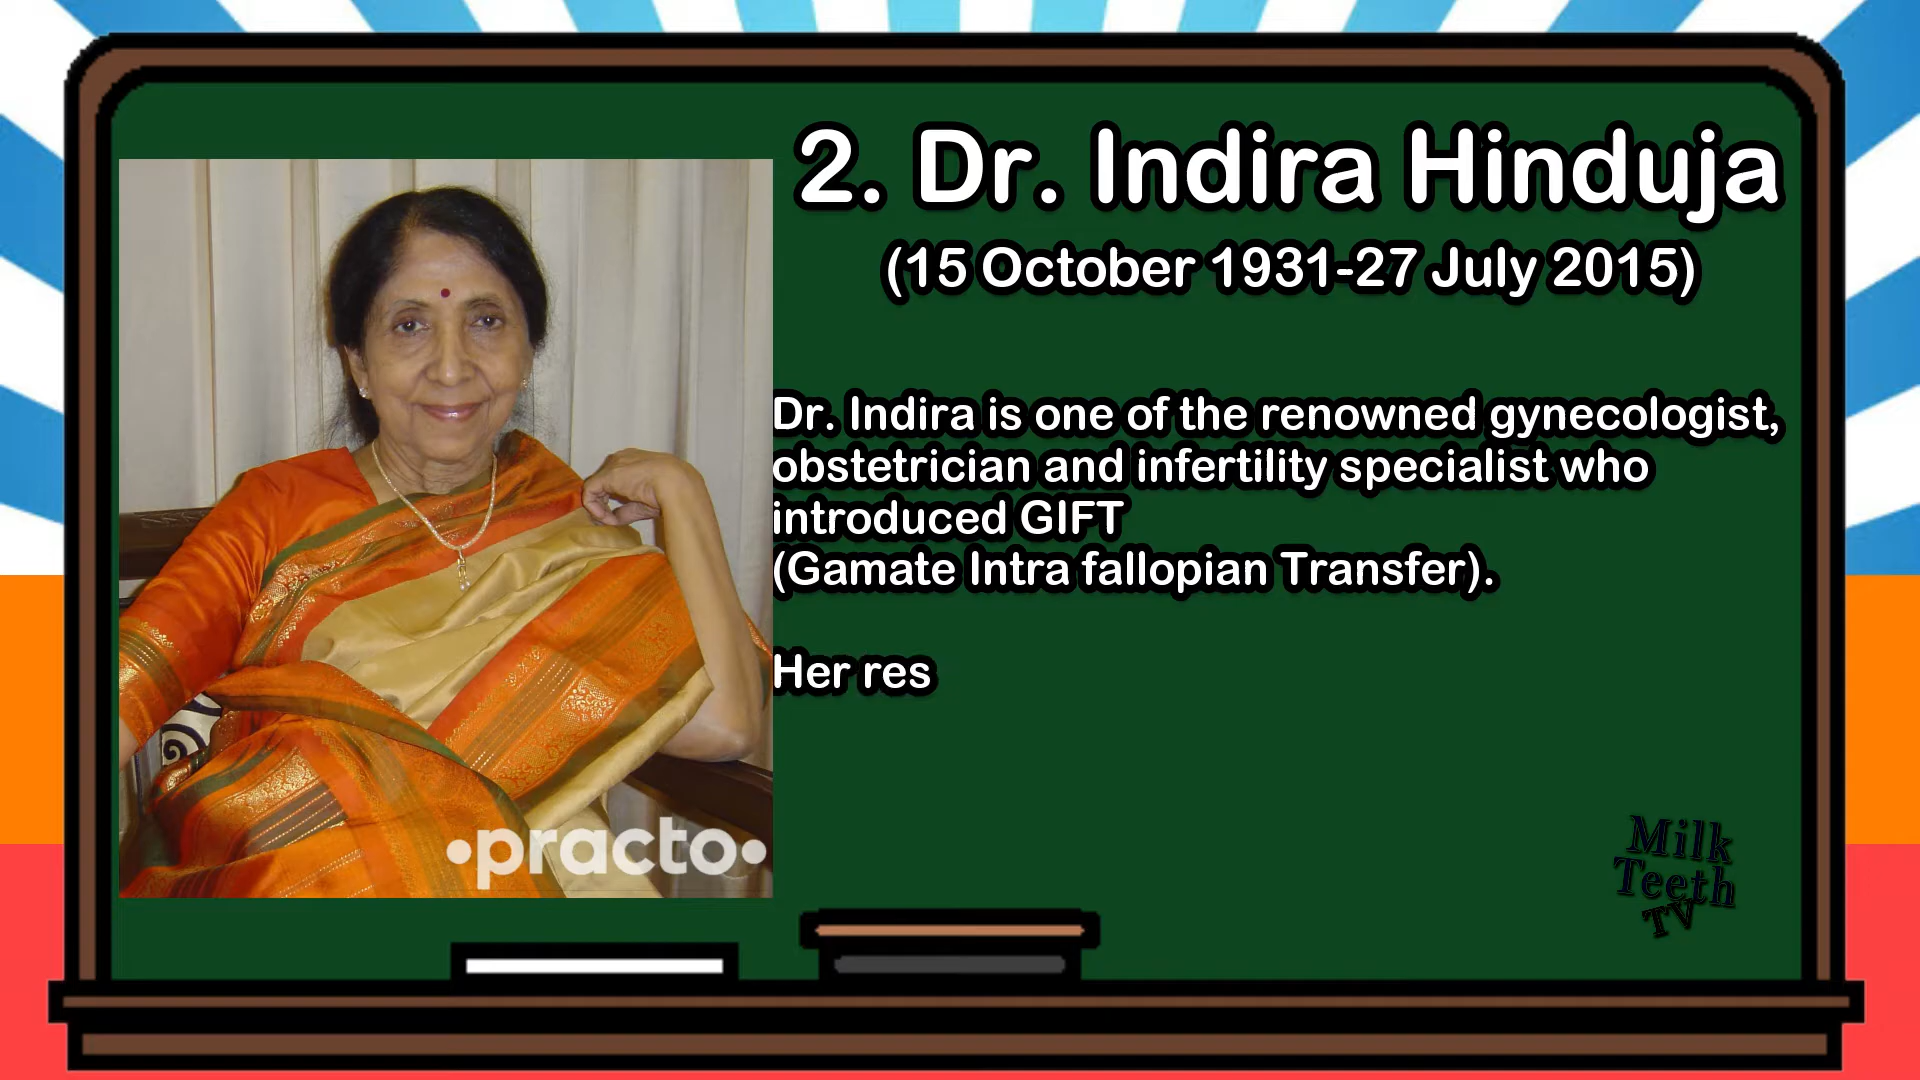 2. Dr. Indira Hinduja
(15 October 1931-27 July 2015)
Dr. Indira is one of the renowned gynecologist,
obstetrician and infertility specialist who
introduced GIFT
(Gamate Intra fallopian Transfer).
Her res
•practo•
Milk
Teeth
TV